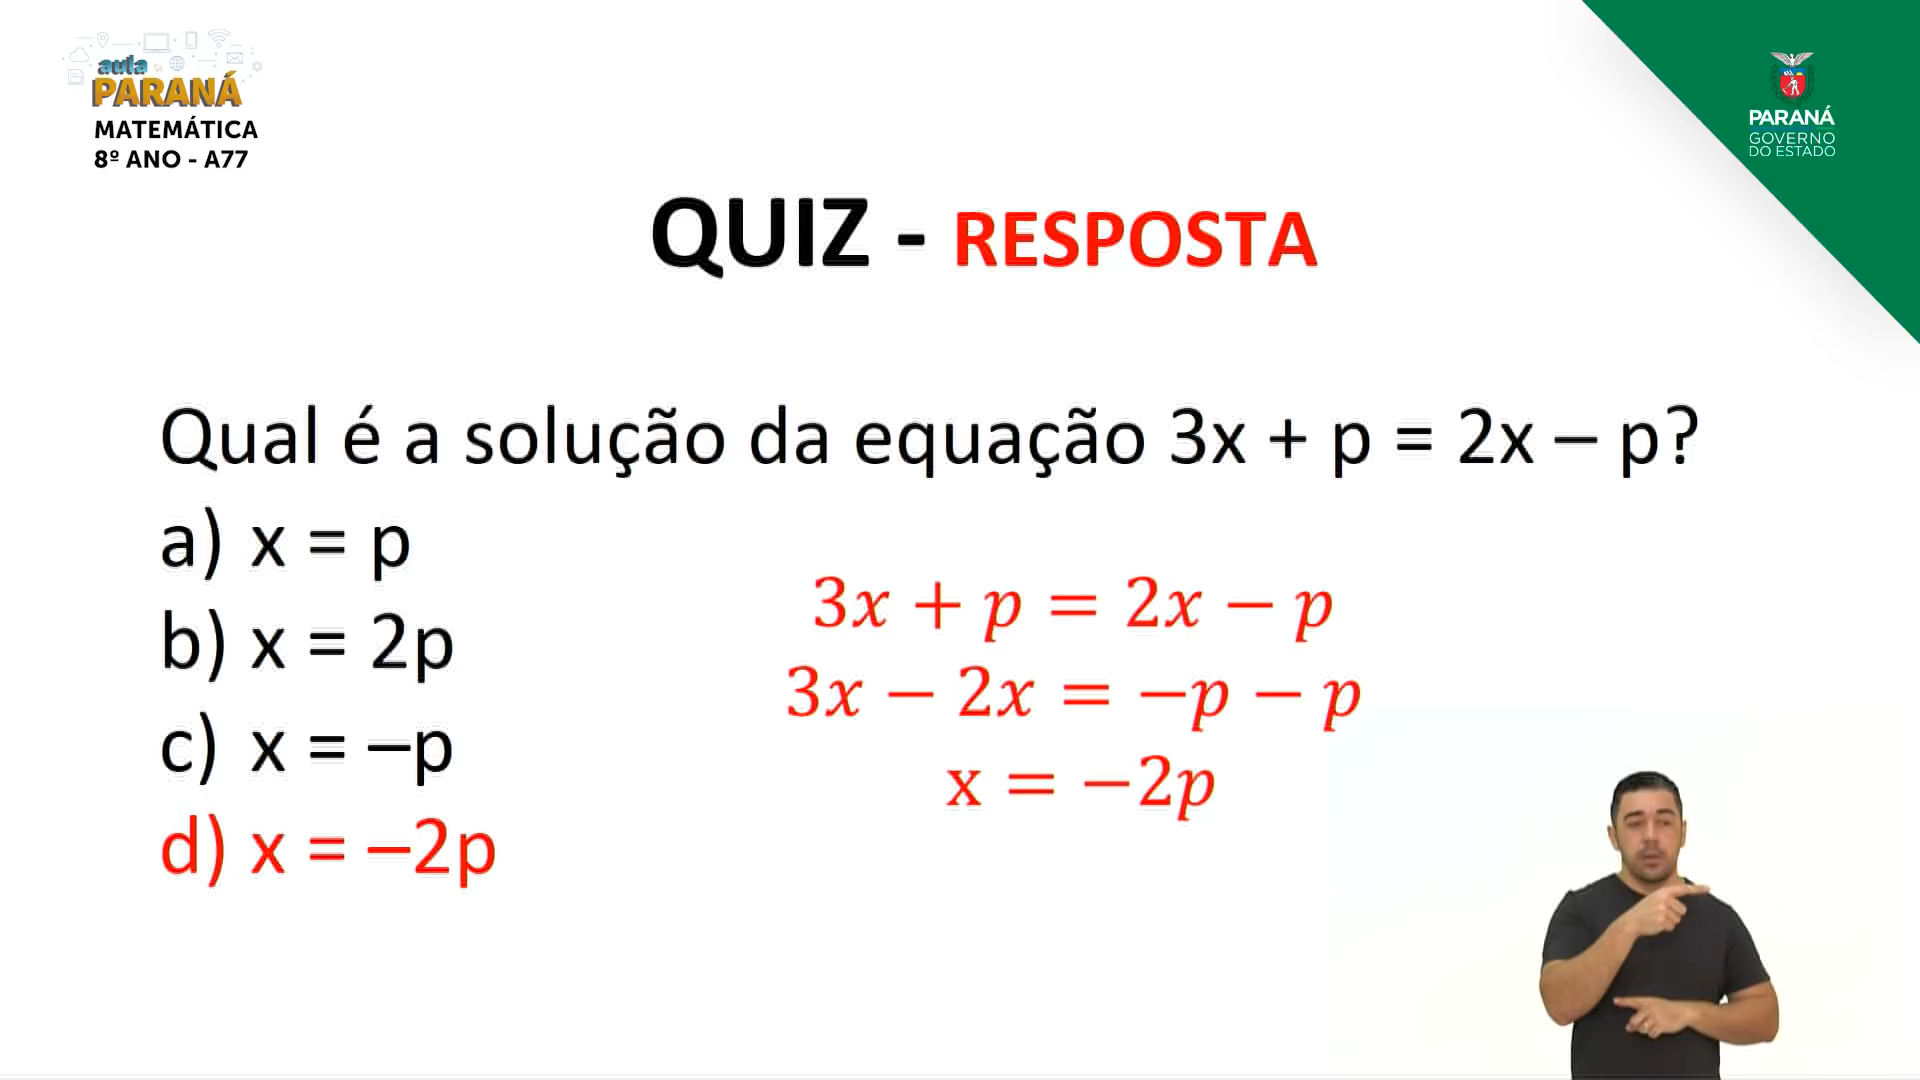 aula
PARANÁ
MATEMÁTICA
8º ANO - A77
PARANÁ
GOVERNO
DO ESTADO
QUIZ - RESPOSTA
Qual é a solução da equação 3x + p = 2x – p?
a) x = p
b) x = 2p
c) x = –p
d) x = –2p
3x + p = 2x − p
3x − 2x = −p − p
x = −2p